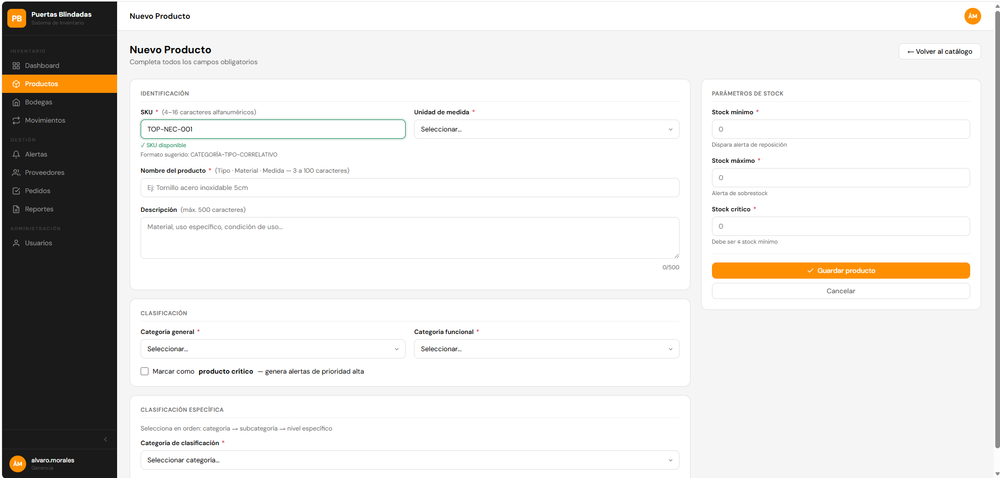 PB
Puertas Blindadas
Sistema de Inventario
INVENTARIO
Dashboard
Productos
Bodegas
Movimientos
GESTIÓN
Alertas
Proveedores
Pedidos
Reportes
ADMINISTRACIÓN
Usuarios
ÁM
alvaro.morales
Gerencia
Nuevo Producto
ÁM
Nuevo Producto
Completa todos los campos obligatorios
← Volver al catálogo
IDENTIFICACIÓN
SKU * (4–16 caracteres alfanuméricos)
TOP-NEC-001
✓ SKU disponible
Formato sugerido: CATEGORÍA-TIPO-CORRELATIVO
Unidad de medida *
Seleccionar...
Nombre del producto * (Tipo · Material · Medida — 3 a 100 caracteres)
Ej: Tornillo acero inoxidable 5cm
Descripción (máx. 500 caracteres)
Material, uso específico, condición de uso...
0/500
CLASIFICACIÓN
Categoría general *
Seleccionar...
Categoría funcional *
Seleccionar...
Marcar como producto crítico — genera alertas de prioridad alta
CLASIFICACIÓN ESPECÍFICA
Selecciona en orden: categoría → subcategoría → nivel específico
Categoría de clasificación *
Seleccionar categoría...
PARÁMETROS DE STOCK
Stock mínimo *
0
Dispara alerta de reposición
Stock máximo *
0
Alerta de sobrestock
Stock crítico *
0
Debe ser ≤ stock mínimo
✓ Guardar producto
Cancelar